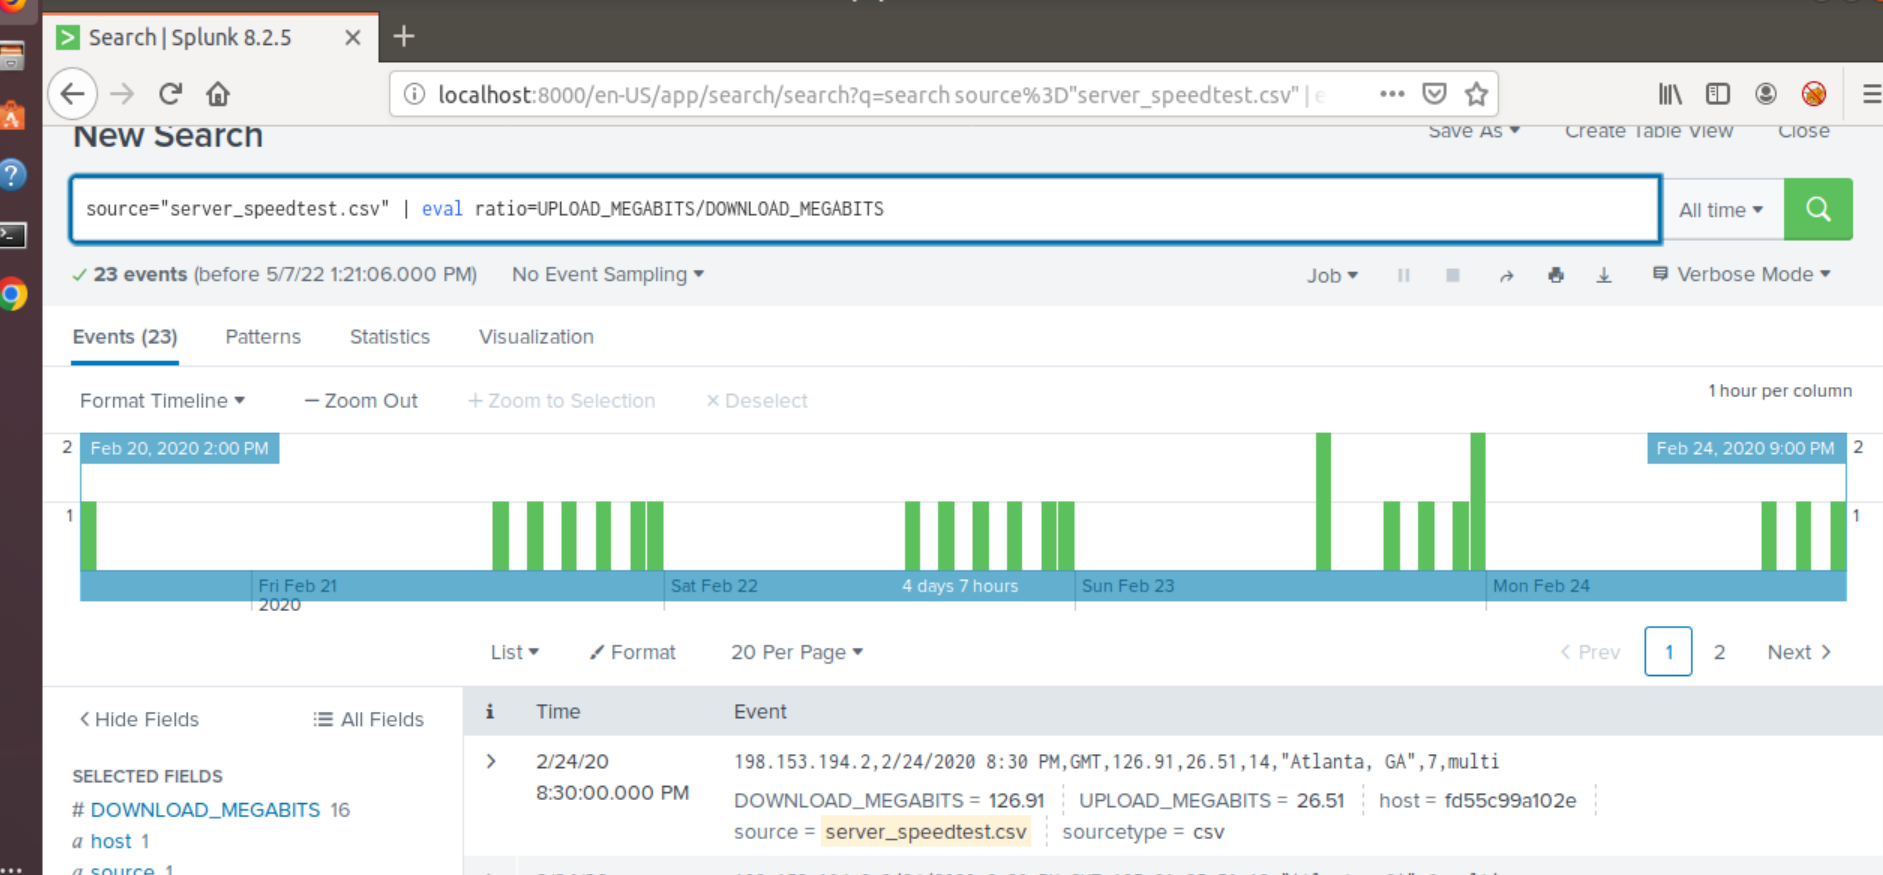 Search | Splunk 8.2.5
localhost:8000/en-US/app/search/search?q=search source%3D"server_speedtest.csv" | e
New Search
Save As Create Table View Close
source="server_speedtest.csv" | eval ratio=UPLOAD_MEGABITS/DOWNLOAD_MEGABITS
All time
23 events (before 5/7/22 1:21:06.000 PM) No Event Sampling
Job Verbose Mode
Events (23) Patterns Statistics Visualization
Format Timeline — Zoom Out + Zoom to Selection × Deselect
1 hour per column
2 Feb 20, 2020 2:00 PM Feb 24, 2020 9:00 PM 2
1 1
Fri Feb 21 Sat Feb 22 4 days 7 hours Sun Feb 23 Mon Feb 24
2020
List Format 20 Per Page < Prev 1 2 Next >
< Hide Fields All Fields
i Time Event
SELECTED FIELDS
# DOWNLOAD_MEGABITS 16
a host 1
a source 1
> 2/24/20 198.153.194.2,2/24/2020 8:30 PM,GMT,126.91,26.51,14,"Atlanta, GA",7,multi
8:30:00.000 PM DOWNLOAD_MEGABITS = 126.91 UPLOAD_MEGABITS = 26.51 host = fd55c99a102e
source = server_speedtest.csv sourcetype = csv